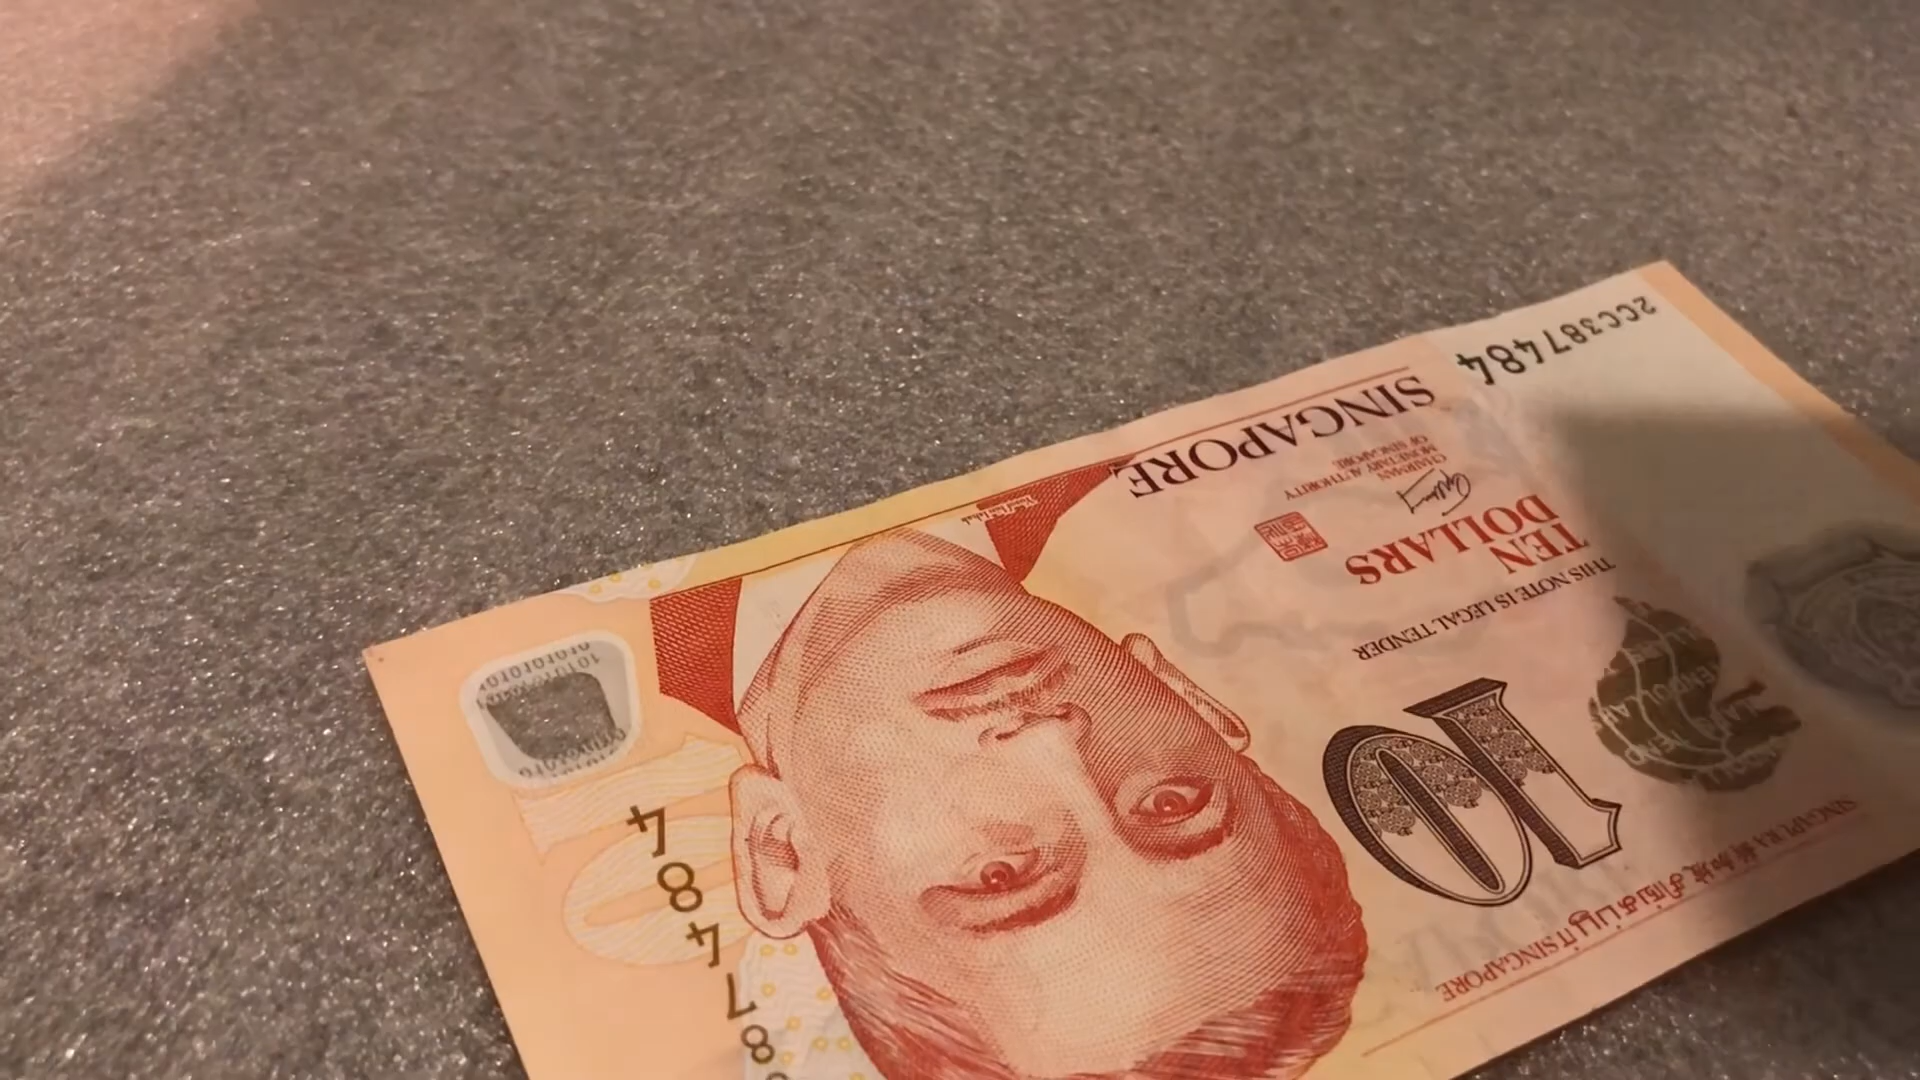 2CC387484
SINGAPORE
CHAIRMAN
MONETARY AUTHORITY
OF SINGAPORE
TEN
DOLLARS
THIS NOTE IS LEGAL TENDER
10
SINGAPURA 新加坡 சிங்கப்பூர் SINGAPORE
87484